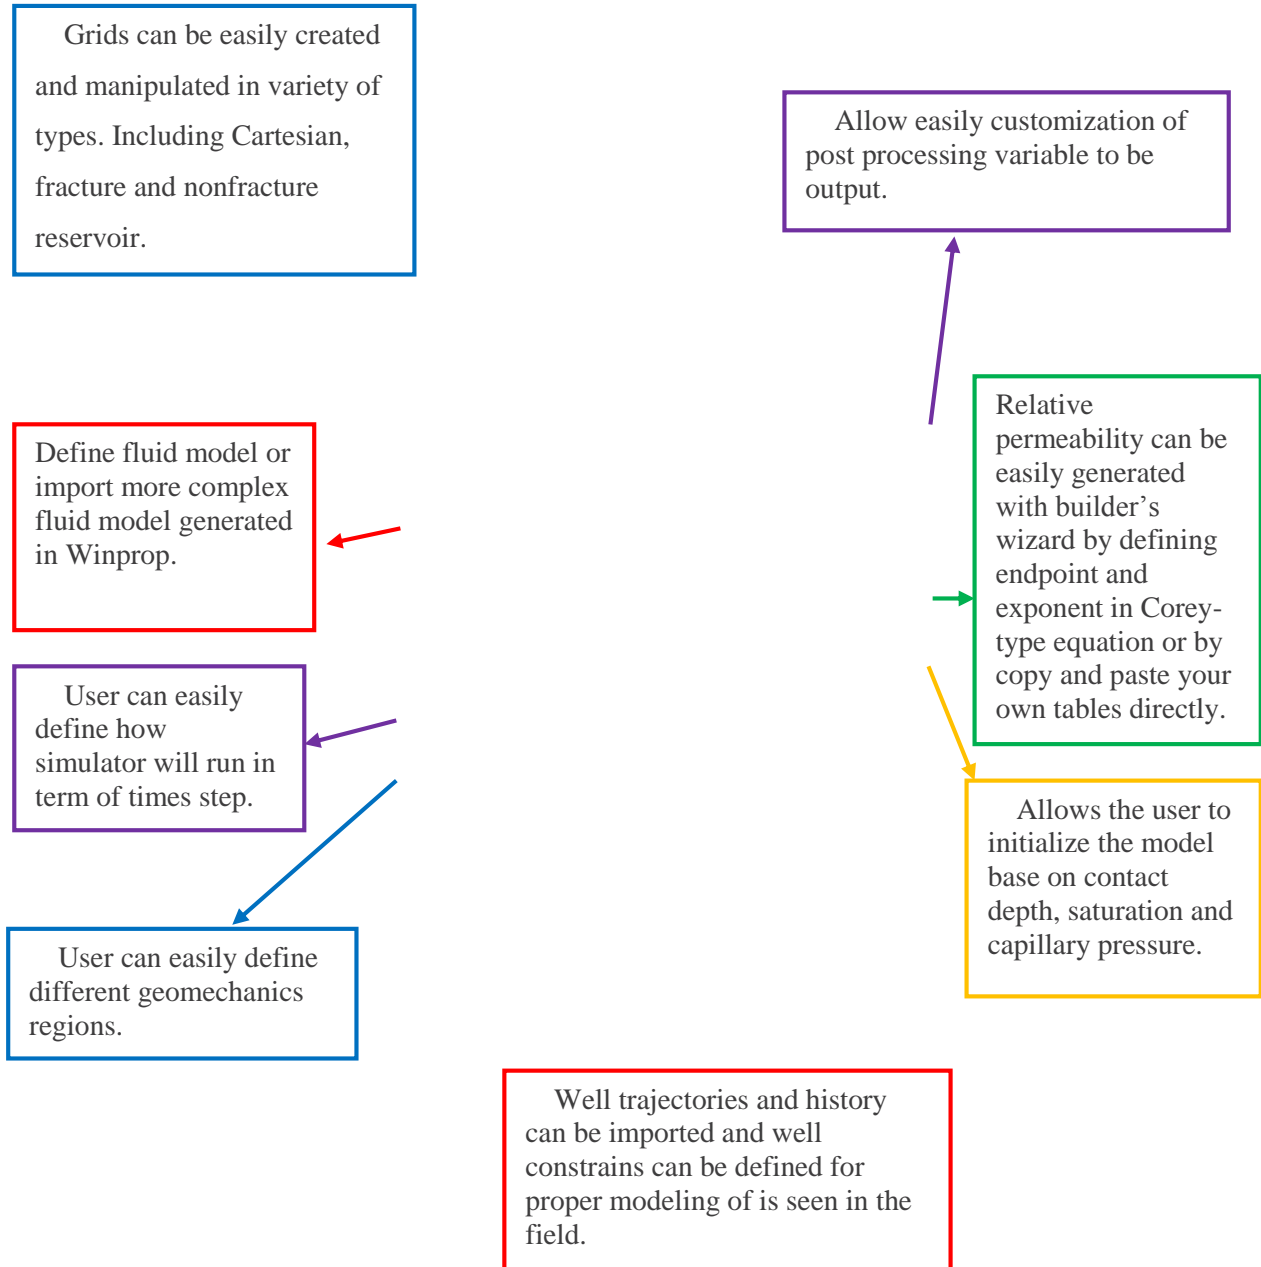 Grids can be easily created
and manipulated in variety of
types. Including Cartesian,
fracture and nonfracture
reservoir.
Allow easily customization of
post processing variable to be
output.
Define fluid model or
import more complex
fluid model generated
in Winprop.
Relative
permeability can be
easily generated
with builder’s
wizard by defining
endpoint and
exponent in Corey-
type equation or by
copy and paste your
own tables directly.
User can easily
define how
simulator will run in
term of times step.
Allows the user to
initialize the model
base on contact
depth, saturation and
capillary pressure.
User can easily define
different geomechanics
regions.
Well trajectories and history
can be imported and well
constrains can be defined for
proper modeling of is seen in the
field.